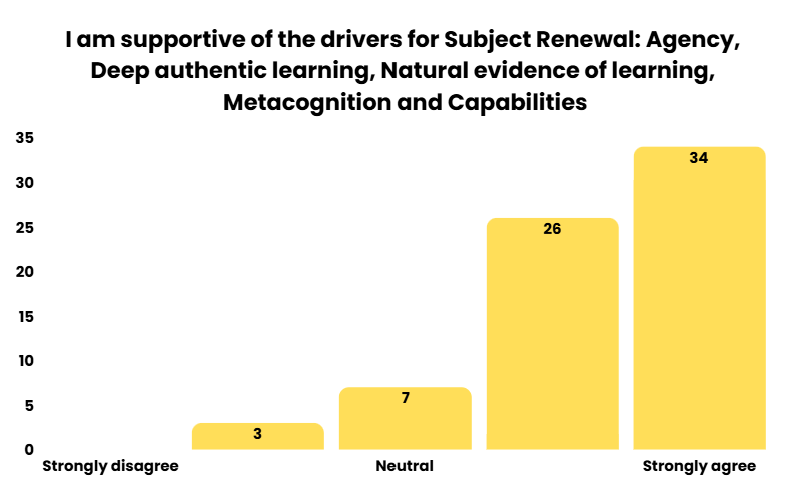 I am supportive of the drivers for Subject Renewal: Agency,
Deep authentic learning, Natural evidence of learning,
Metacognition and Capabilities
35
30
25
20
15
10
5
0
3
7
26
34
Strongly disagree
Neutral
Strongly agree